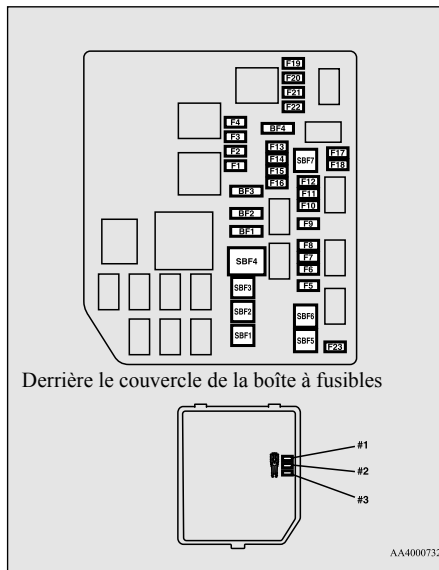 F19
F20
F21
F22
F4
F3
F2
F1
BF4
F13
F14
F15
F16
SBF7
F17
F18
BF3
F12
F11
F10
BF2
F9
BF1
F8
F7
F6
SBF4
F5
SBF3
SBF2
SBF6
SBF1
SBF5
F23
Derrière le couvercle de la boîte à fusibles
#1
#2
#3
AA4000732